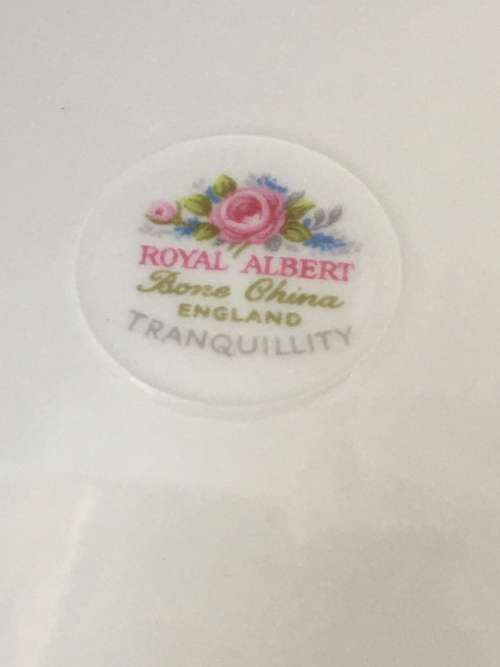 ROYAL ALBERT
Bone China
ENGLAND
TRANQUILLITY